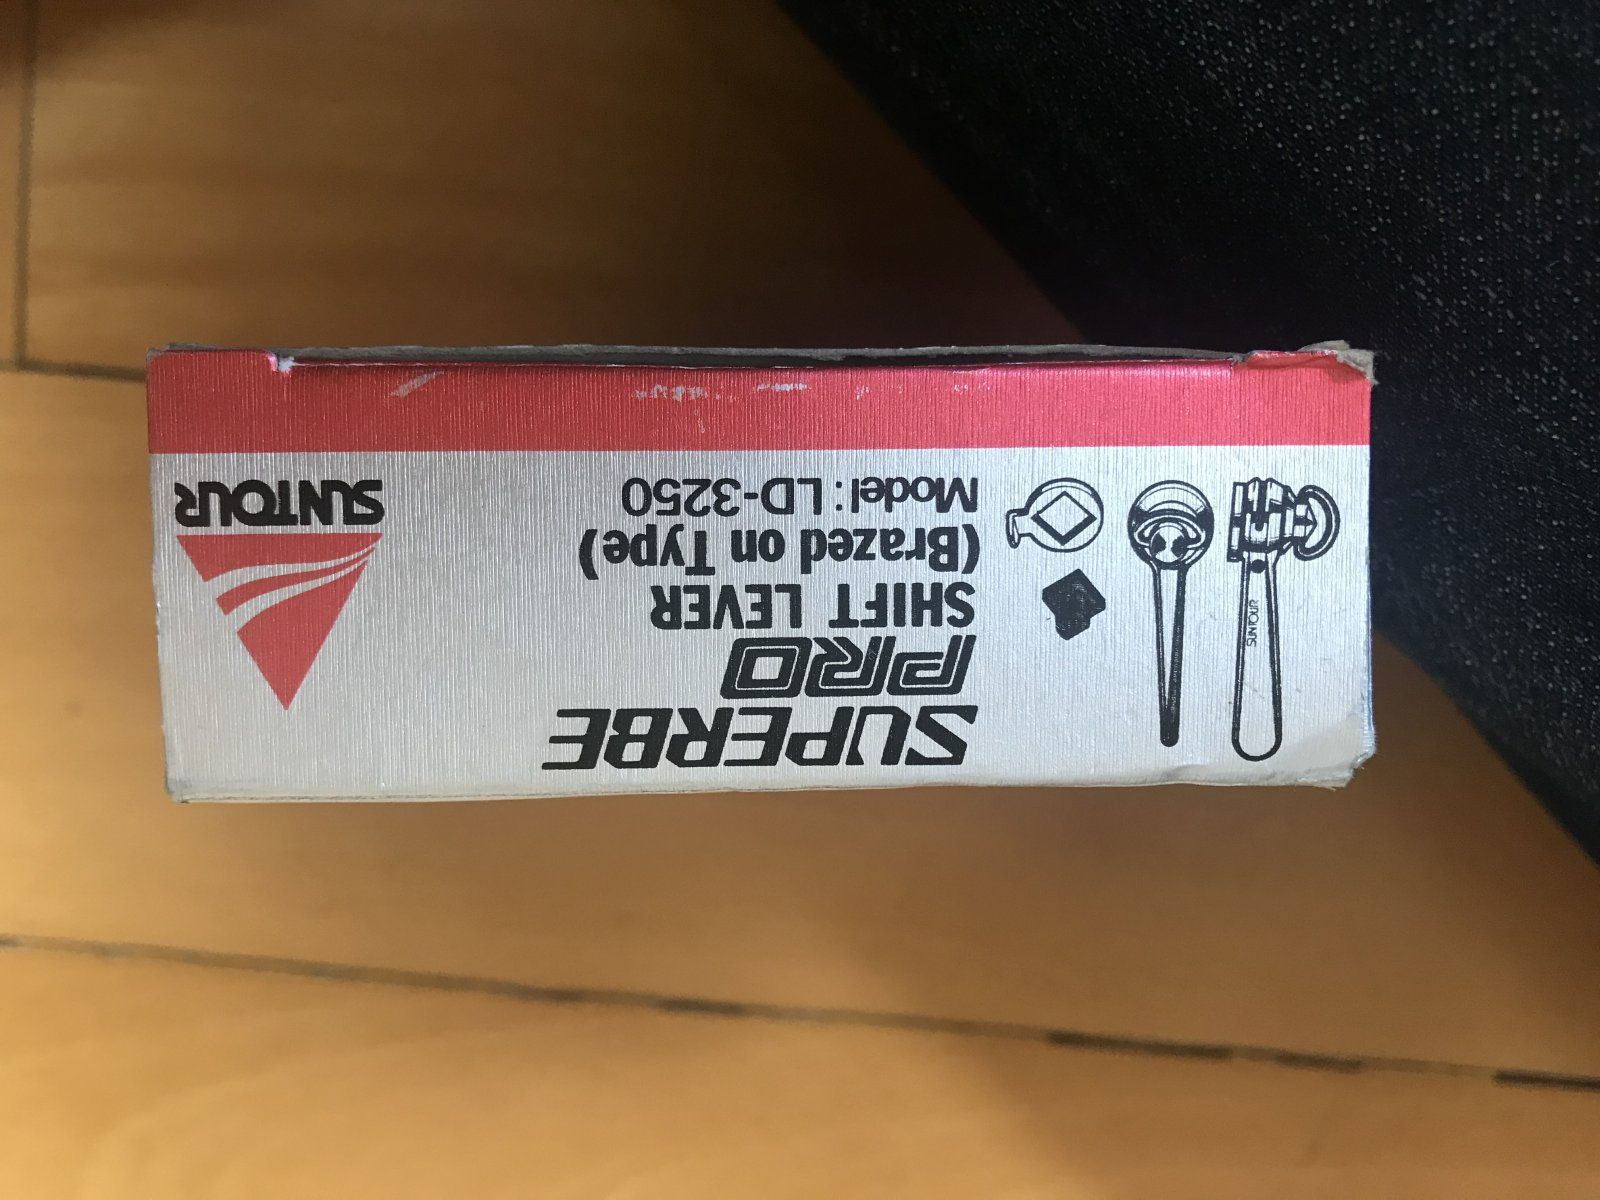 SUPERBE
PRO
SHIFT LEVER
(Brazed on Type)
Model: LD-3250
SUNTOUR
SUNTOUR